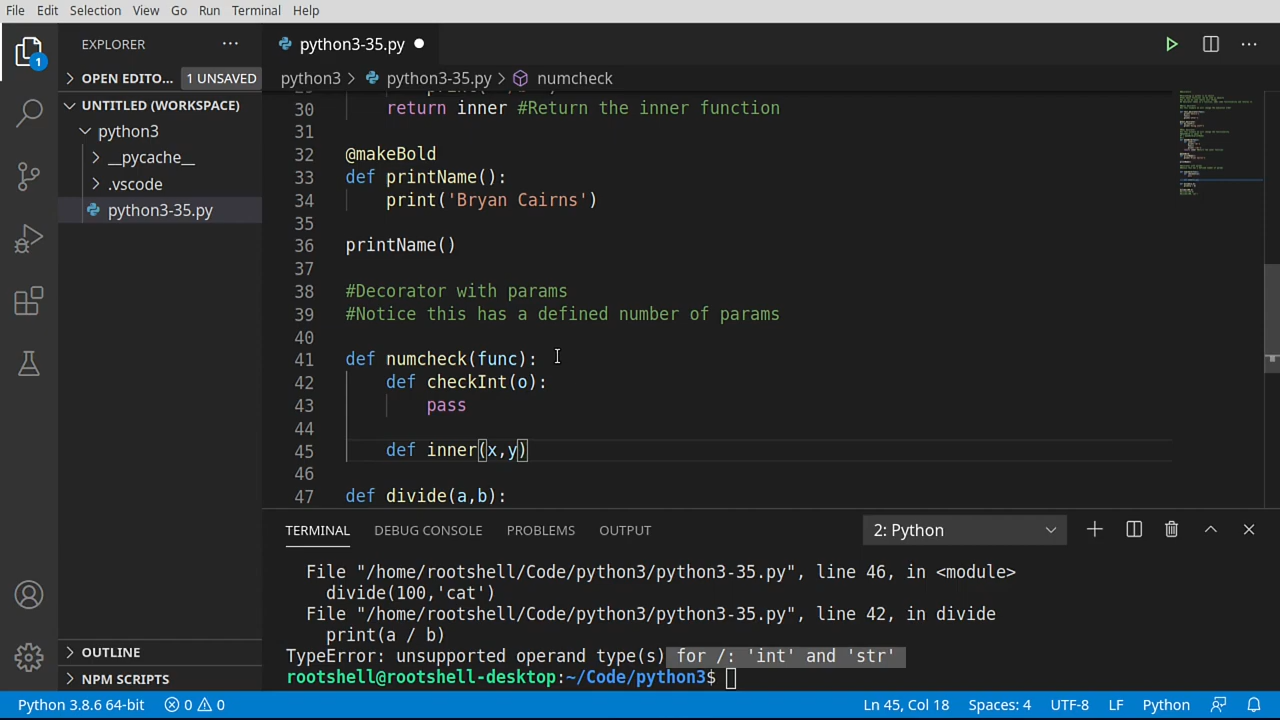 File Edit Selection View Go Run Terminal Help
EXPLORER
python3-35.py
OPEN EDITO... 1 UNSAVED
python3 python3-35.py numcheck
UNTITLED (WORKSPACE)
python3
__pycache__
.vscode
python3-35.py
1
30 return inner #Return the inner function
31
32 @makeBold
33 def printName():
34 print('Bryan Cairns')
35
36 printName()
37
38 #Decorator with params
39 #Notice this has a defined number of params
40
41 def numcheck(func):
42 def checkInt(o):
43 pass
44
45 def inner(x,y)
46
47 def divide(a,b):
TERMINAL DEBUG CONSOLE PROBLEMS OUTPUT 2: Python
File "/home/rootshell/Code/python3/python3-35.py", line 46, in <module>
divide(100,'cat')
File "/home/rootshell/Code/python3/python3-35.py", line 42, in divide
print(a / b)
TypeError: unsupported operand type(s) for /: 'int' and 'str'
rootshell@rootshell-desktop:~/Code/python3$
OUTLINE
NPM SCRIPTS
Python 3.8.6 64-bit 0 0 Ln 45, Col 18 Spaces: 4 UTF-8 LF Python